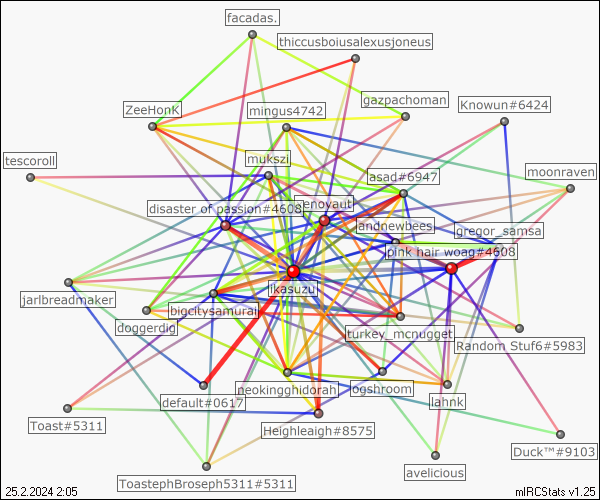 facadas.
thiccusboiusalexusjoneus
gazpachoman
Knowun#6424
ZeeHonK
mingus4742
tescoroll
mukszi
asad#6947
moonraven
disaster of passion#4608
enoyaut
andnewbees
gregor_samsa
pink hair woag#4608
jarlbreadmaker
ikasuzu
bigcitysamurai
doggerdig
turkey_mcnugget
Random Stuf6#5983
neokingghidorah
ogshroom
default#0617
lahnk
Toast#5311
Heighleaigh#8575
Duck™#9103
avelicious
ToastephBroseph5311#5311
25.2.2024 2:05
mIRCStats v1.25